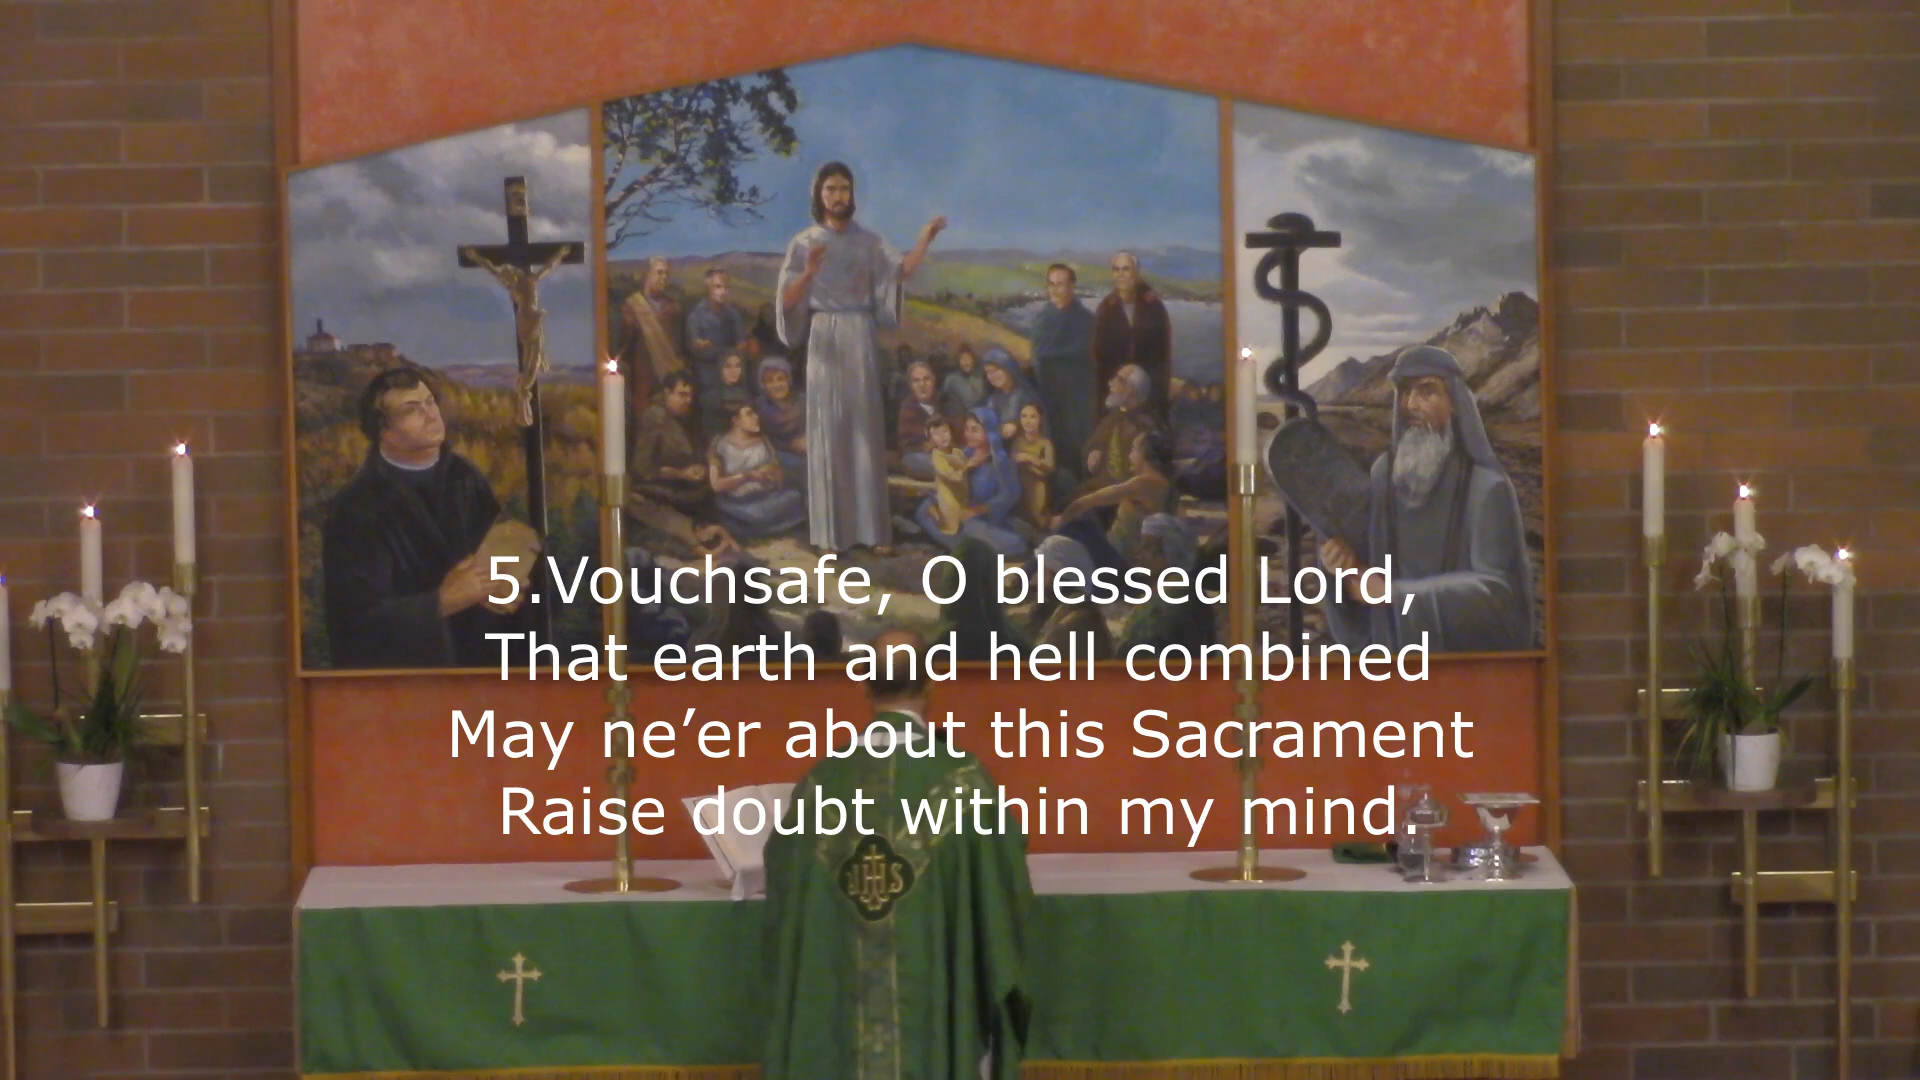 5.Vouchsafe, O blessed Lord,
That earth and hell combined
May ne’er about this Sacrament
Raise doubt within my mind.
IHS